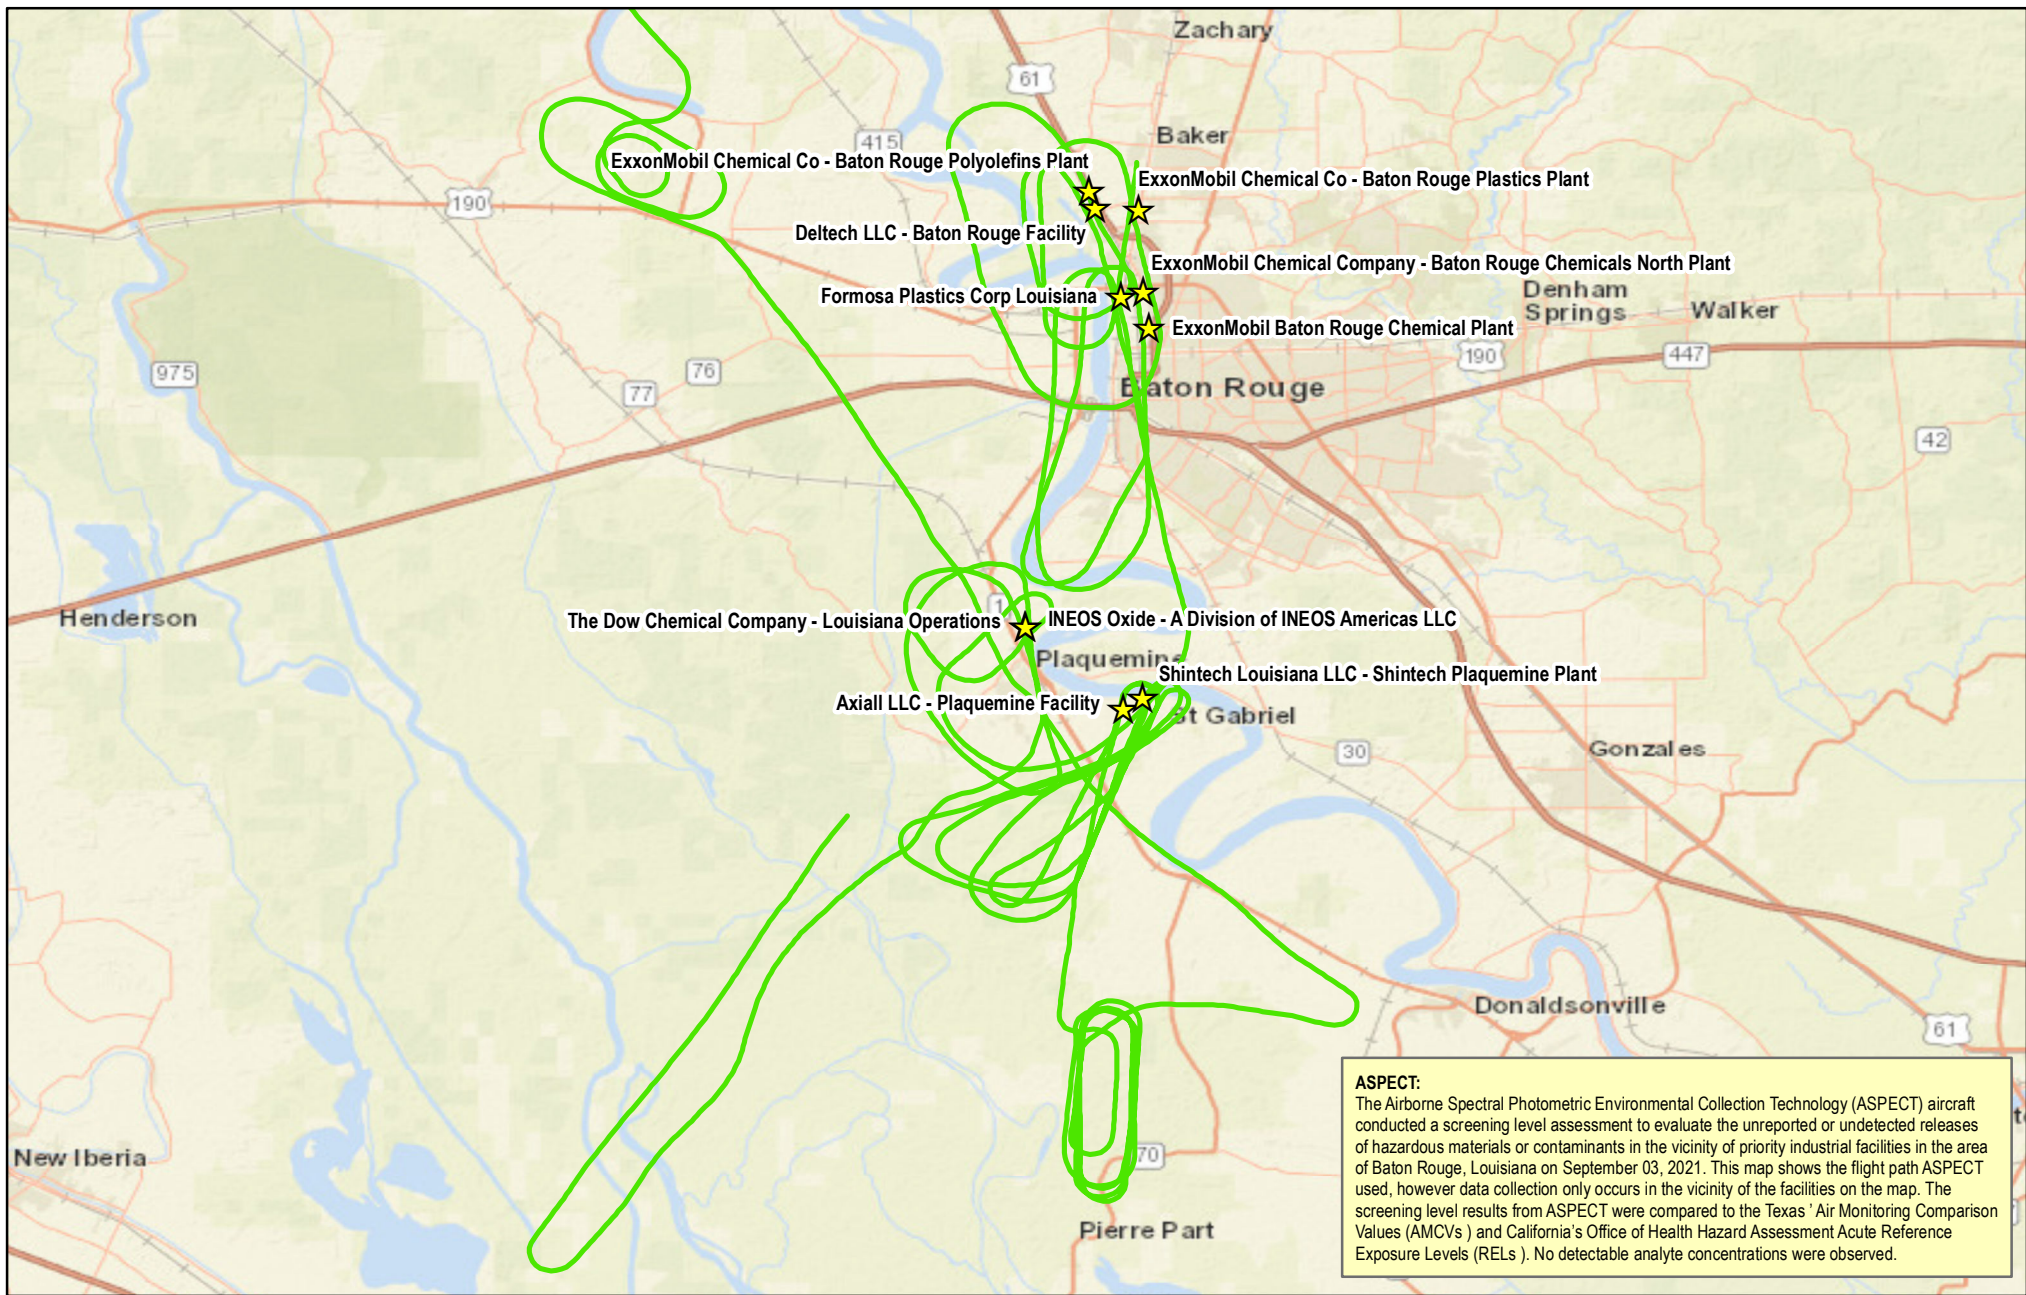 Zachary
61
Baker
415
ExxonMobil Chemical Co - Baton Rouge Polyolefins Plant
ExxonMobil Chemical Co - Baton Rouge Plastics Plant
190
Deltech LLC - Baton Rouge Facility
ExxonMobil Chemical Company - Baton Rouge Chemicals North Plant
Formosa Plastics Corp Louisiana
Denham
Springs
Walker
ExxonMobil Baton Rouge Chemical Plant
190
447
975
76
77
Baton Rouge
42
Henderson
1
The Dow Chemical Company - Louisiana Operations
INEOS Oxide - A Division of INEOS Americas LLC
Plaquemine
Shintech Louisiana LLC - Shintech Plaquemine Plant
Axiall LLC - Plaquemine Facility
St Gabriel
30
Gonzales
Donaldsonville
61
New Iberia
70
Pierre Part
ASPECT:
The Airborne Spectral Photometric Environmental Collection Technology (ASPECT) aircraft
conducted a screening level assessment to evaluate the unreported or undetected releases
of hazardous materials or contaminants in the vicinity of priority industrial facilities in the area
of Baton Rouge, Louisiana on September 03, 2021. This map shows the flight path ASPECT
used, however data collection only occurs in the vicinity of the facilities on the map. The
screening level results from ASPECT were compared to the Texas ' Air Monitoring Comparison
Values (AMCVs ) and California's Office of Health Hazard Assessment Acute Reference
Exposure Levels (RELs ). No detectable analyte concentrations were observed.